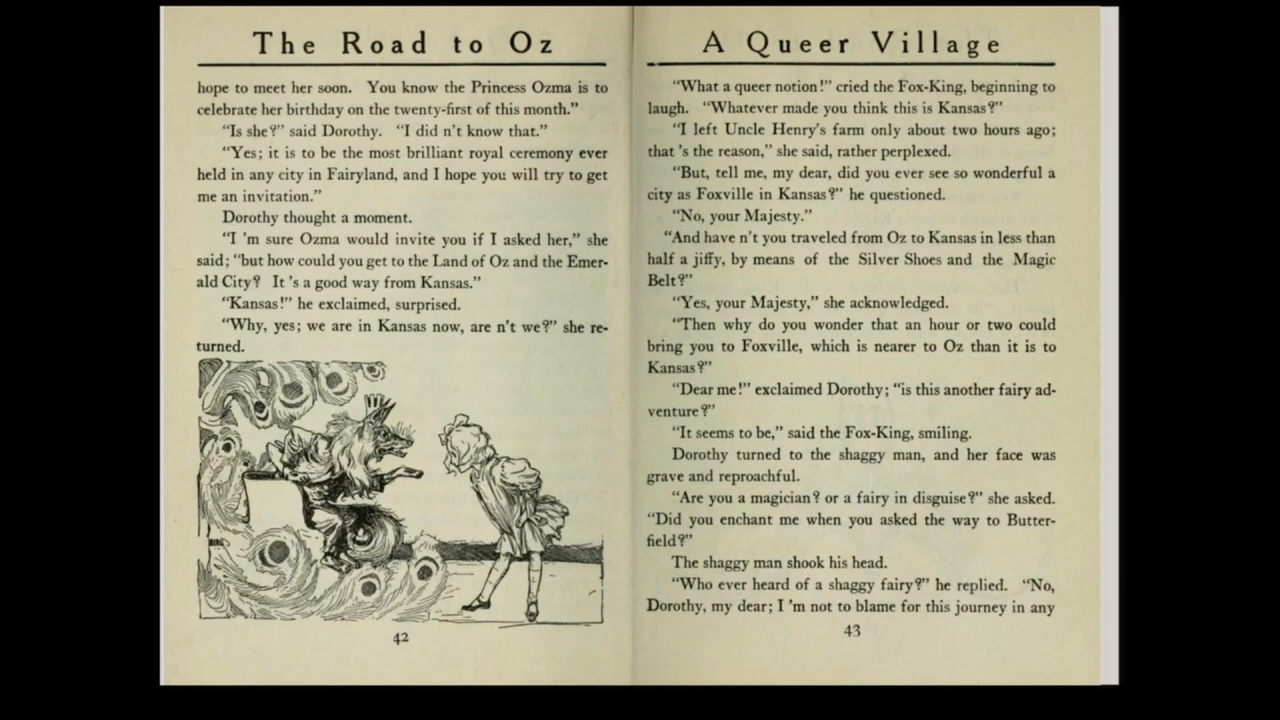 The Road to Oz
hope to meet her soon. You know the Princess Ozma is to
celebrate her birthday on the twenty-first of this month."
"Is she?" said Dorothy. "I did n't know that."
"Yes; it is to be the most brilliant royal ceremony ever
held in any city in Fairyland, and I hope you will try to get
me an invitation."
Dorothy thought a moment.
"I 'm sure Ozma would invite you if I asked her," she
said; "but how could you get to the Land of Oz and the Emer-
ald City? It 's a good way from Kansas."
"Kansas!" he exclaimed, surprised.
"Why, yes; we are in Kansas now, are n't we?" she re-
turned.
42
A Queer Village
"What a queer notion!" cried the Fox-King, beginning to
laugh. "Whatever made you think this is Kansas?"
"I left Uncle Henry's farm only about two hours ago;
that 's the reason," she said, rather perplexed.
"But, tell me, my dear, did you ever see so wonderful a
city as Foxville in Kansas?" he questioned.
"No, your Majesty."
"And have n't you traveled from Oz to Kansas in less than
half a jiffy, by means of the Silver Shoes and the Magic
Belt?"
"Yes, your Majesty," she acknowledged.
"Then why do you wonder that an hour or two could
bring you to Foxville, which is nearer to Oz than it is to
Kansas?"
"Dear me!" exclaimed Dorothy; "is this another fairy ad-
venture?"
"It seems to be," said the Fox-King, smiling.
Dorothy turned to the shaggy man, and her face was
grave and reproachful.
"Are you a magician? or a fairy in disguise?" she asked.
"Did you enchant me when you asked the way to Butter-
field?"
The shaggy man shook his head.
"Who ever heard of a shaggy fairy?" he replied. "No,
Dorothy, my dear; I 'm not to blame for this journey in any
43